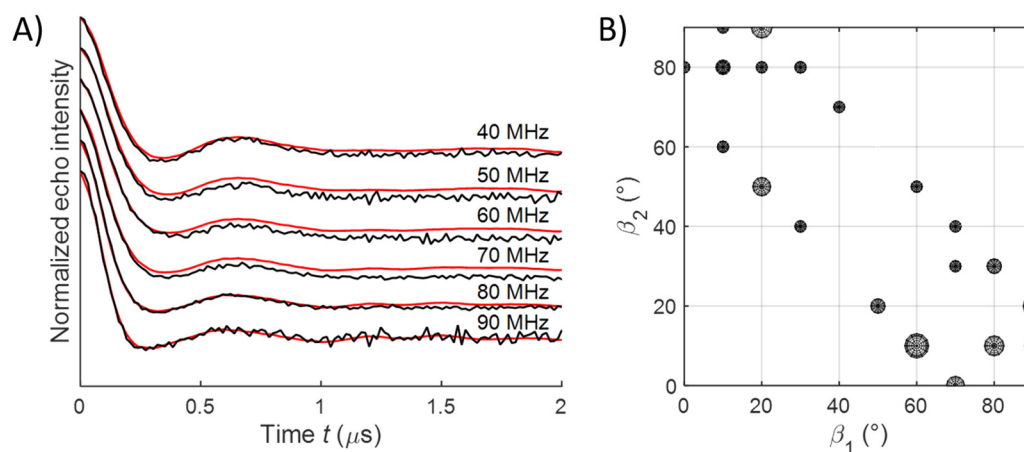 A)
Normalized echo intensity
40 MHz
50 MHz
60 MHz
70 MHz
80 MHz
90 MHz
0 0.5 1 1.5 2
Time t (μs)
B)
β2 (°)
80
60
40
20
0
0 20 40 60 80
β1 (°)